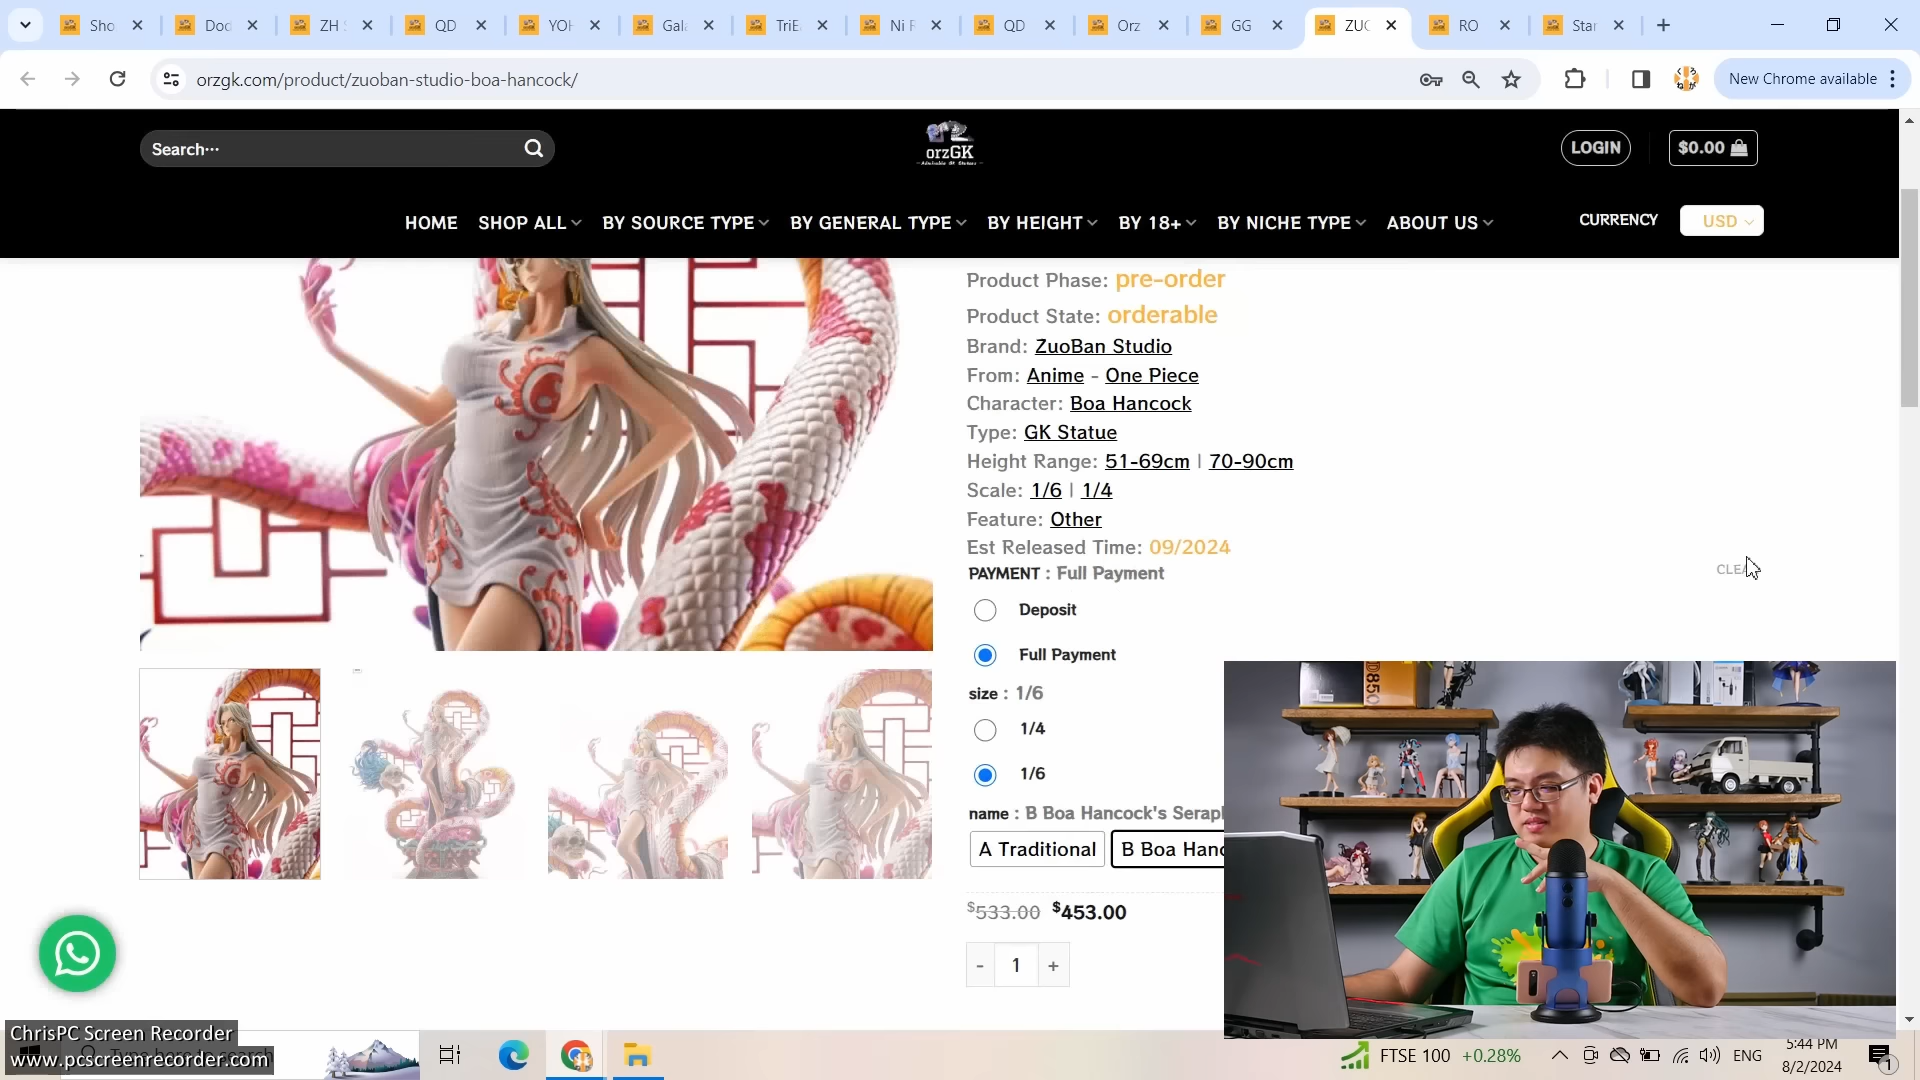 Sho
Doc
ZH
QD
YOH
Gala
TriE
Ni F
QD
Orz
GG
ZUO
RO
Star
orzgk.com/product/zuoban-studio-boa-hancock/
New Chrome available
Search...
orzGK
LOGIN
$0.00
HOME
SHOP ALL
BY SOURCE TYPE
BY GENERAL TYPE
BY HEIGHT
BY 18+
BY NICHE TYPE
ABOUT US
CURRENCY
USD
Product Phase: pre-order
Product State: orderable
Brand: ZuoBan Studio
From: Anime - One Piece
Character: Boa Hancock
Type: GK Statue
Height Range: 51-69cm | 70-90cm
Scale: 1/6 | 1/4
Feature: Other
Est Released Time: 09/2024
PAYMENT : Full Payment
CLEA
Deposit
Full Payment
size : 1/6
1/4
1/6
name : B Boa Hancock's Serap
A Traditional
B Boa Hanc
$533.00 $453.00
- 1 +
ChrisPC Screen Recorder
www.pcscreenrecorder.com
FTSE 100 +0.28%
ENG
5:44 PM
8/2/2024
1